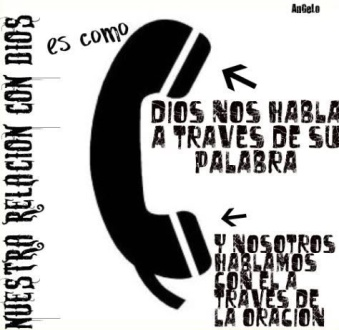 AnGeLo
NUESTRA RELACION CON DIOS
es como
DIOS NOS HABLA
A TRAVES DE SU
PALABRA
Y NOSOTROS
HABLAMOS
CON EL A
TRAVES DE
LA ORACION